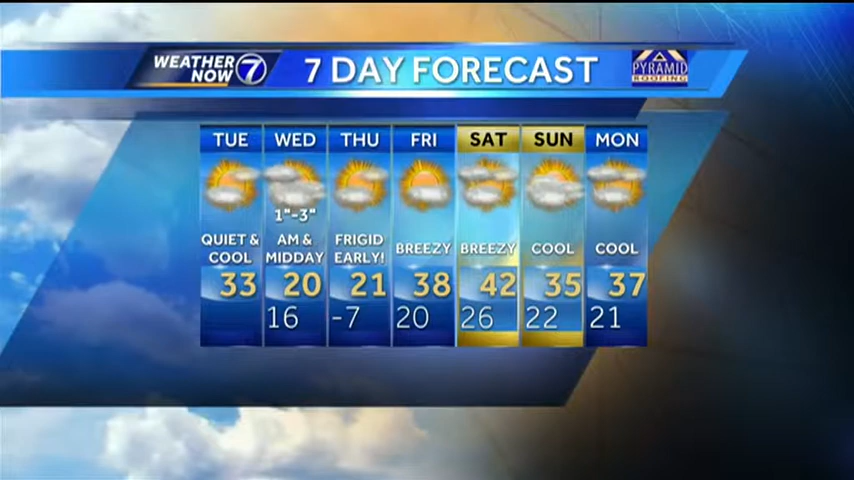 WEATHER NOW 7
7 DAY FORECAST
PYRAMID
ROOFING
TUE WED THU FRI SAT SUN MON
1"-3"
QUIET & COOL
AM & MIDDAY
FRIGID EARLY!
BREEZY
BREEZY
COOL
COOL
33 20 21 38 42 35 37
16 -7 20 26 22 21